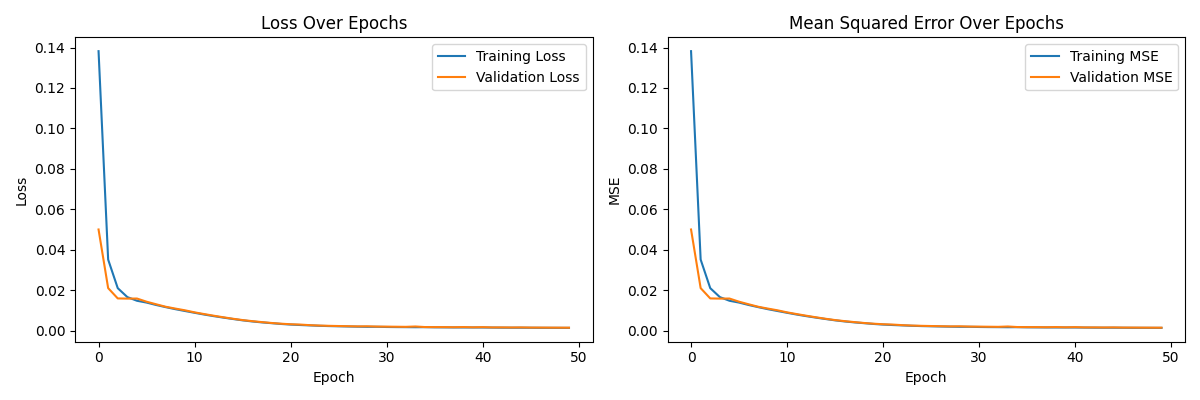 Loss Over Epochs
Training Loss
Validation Loss
0.14
0.12
0.10
0.08
0.06
0.04
0.02
0.00
Loss
0 10 20 30 40 50
Epoch
Mean Squared Error Over Epochs
Training MSE
Validation MSE
0.14
0.12
0.10
0.08
0.06
0.04
0.02
0.00
MSE
0 10 20 30 40 50
Epoch